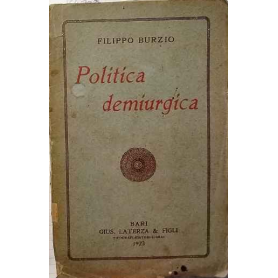 FILIPPO BURZIO
Politica
demiurgica
BARI
GIUS. LATERZA & FIGLI